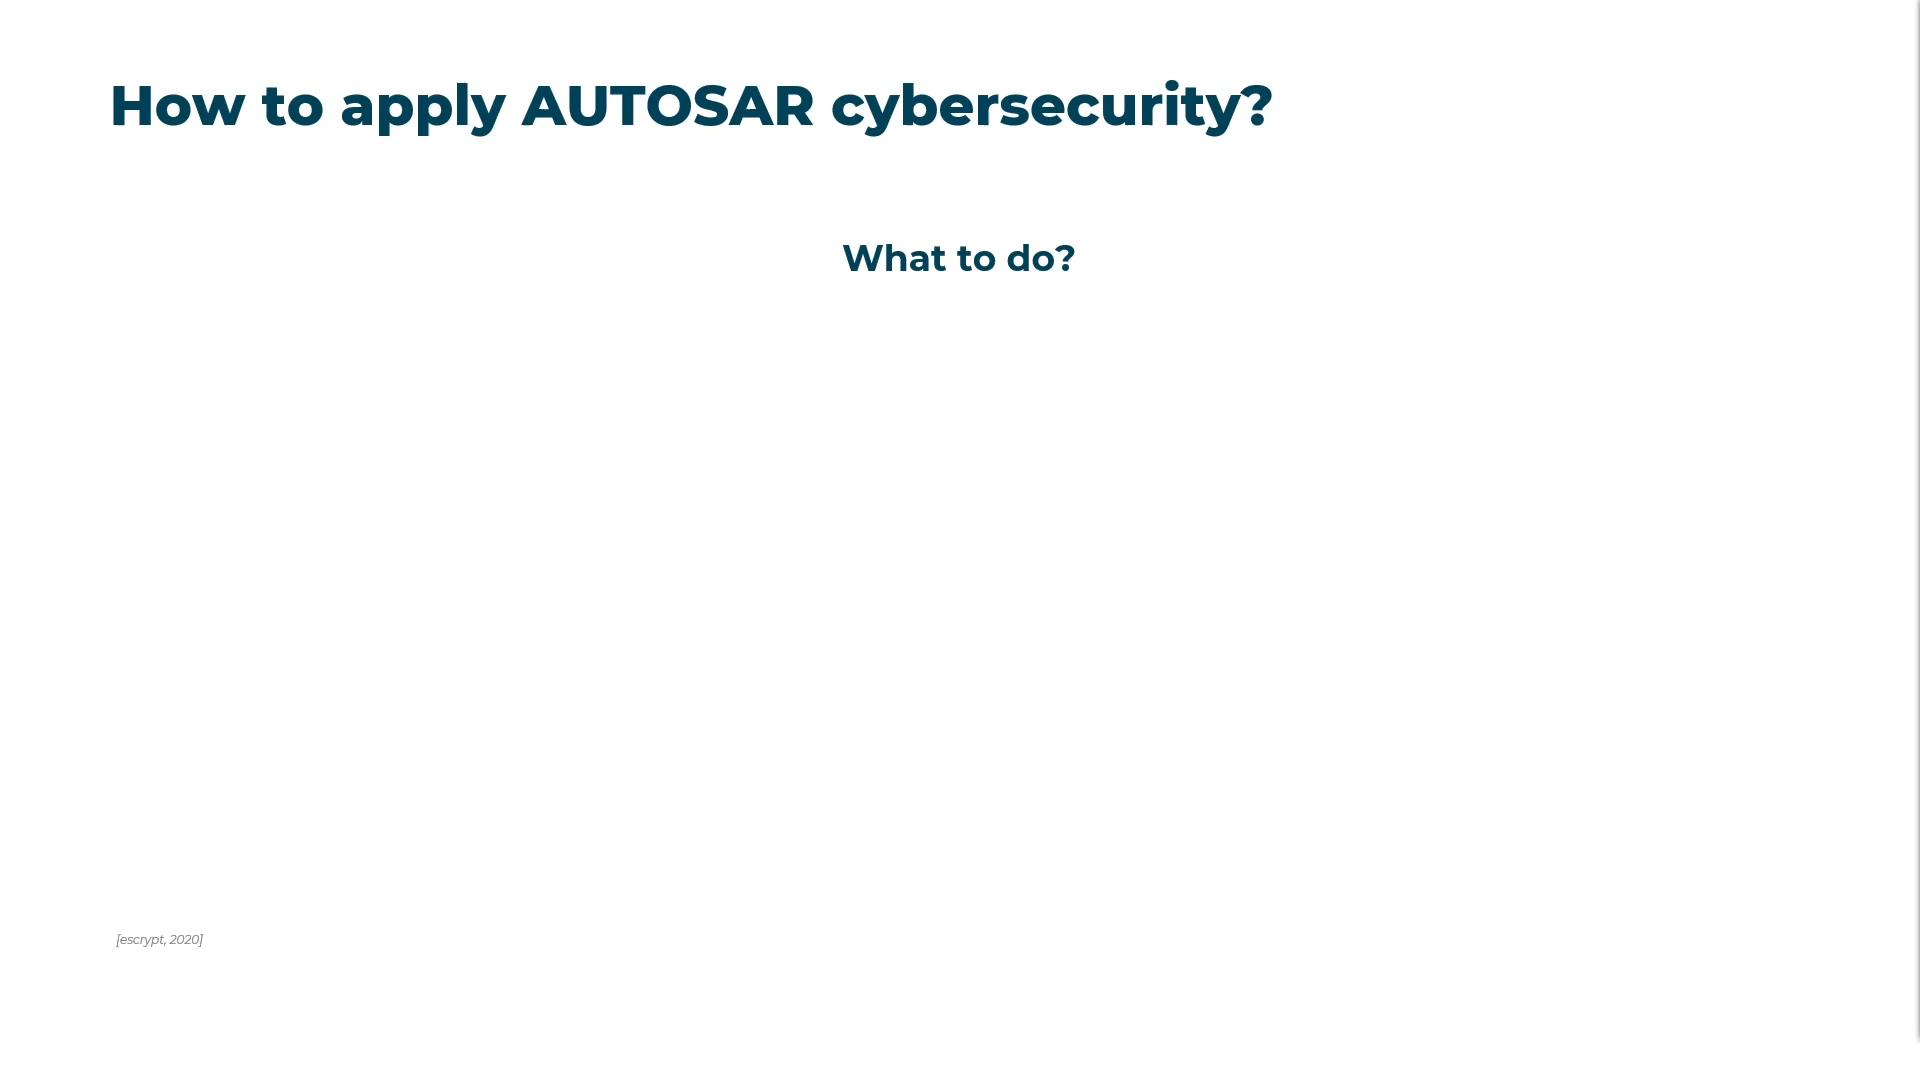 How to apply AUTOSAR cybersecurity?
What to do?
[escrypt, 2020]